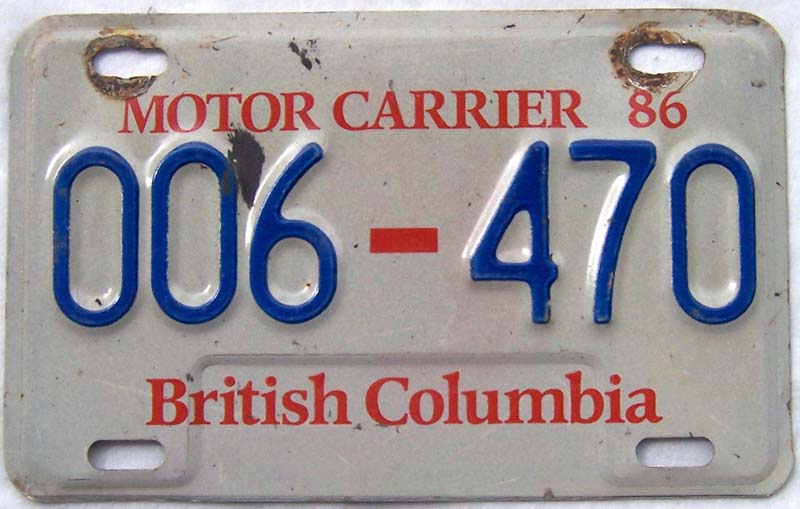 MOTOR CARRIER 86
006-470
British Columbia